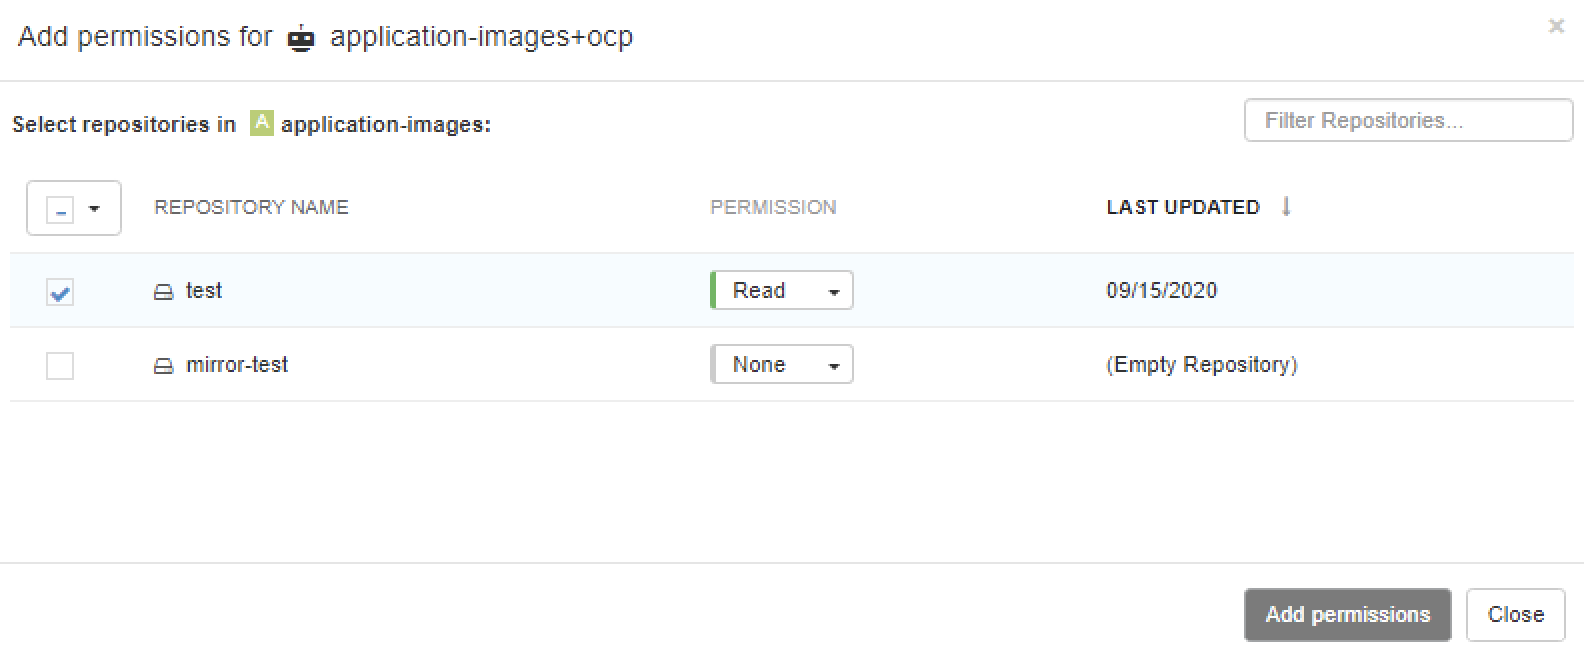 Add permissions for application-images+ocp
×
Select repositories in A application-images:
Filter Repositories...
REPOSITORY NAME PERMISSION LAST UPDATED
test Read 09/15/2020
mirror-test None (Empty Repository)
Add permissions Close